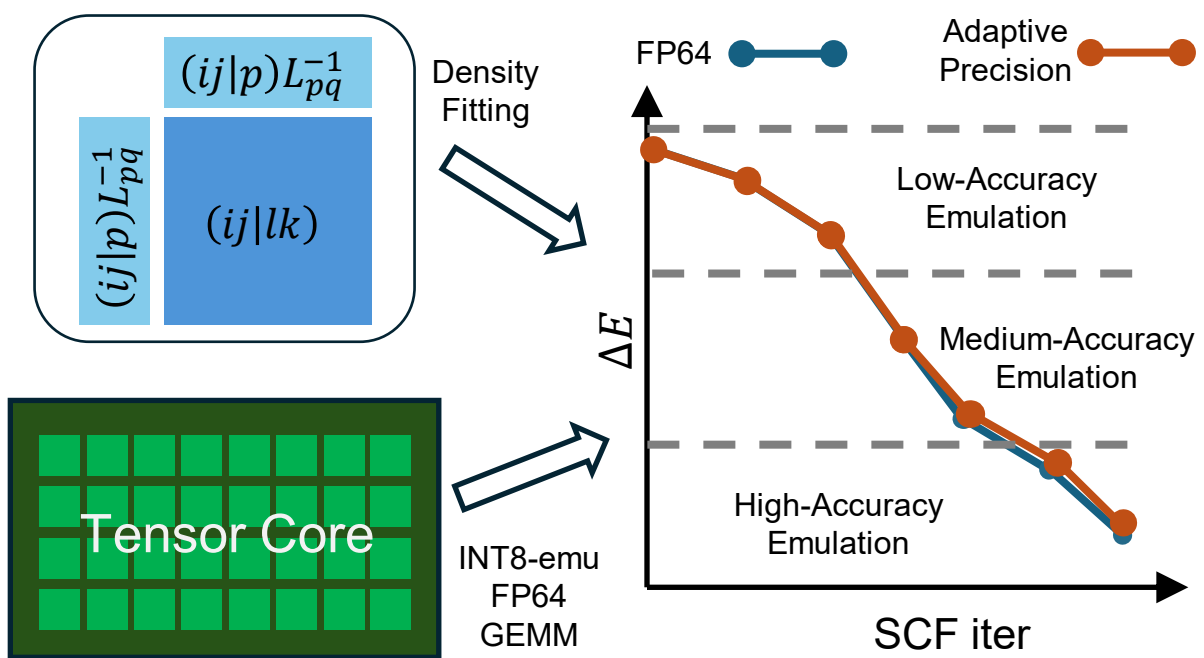 (ij|p)L_{pq}^{-1}
(ij|p)L_{pq}^{-1}
(ij|lk)
Density
Fitting
Tensor Core
INT8-emu
FP64
GEMM
FP64
Adaptive
Precision
Low-Accuracy
Emulation
Medium-Accuracy
Emulation
High-Accuracy
Emulation
ΔE
SCF iter